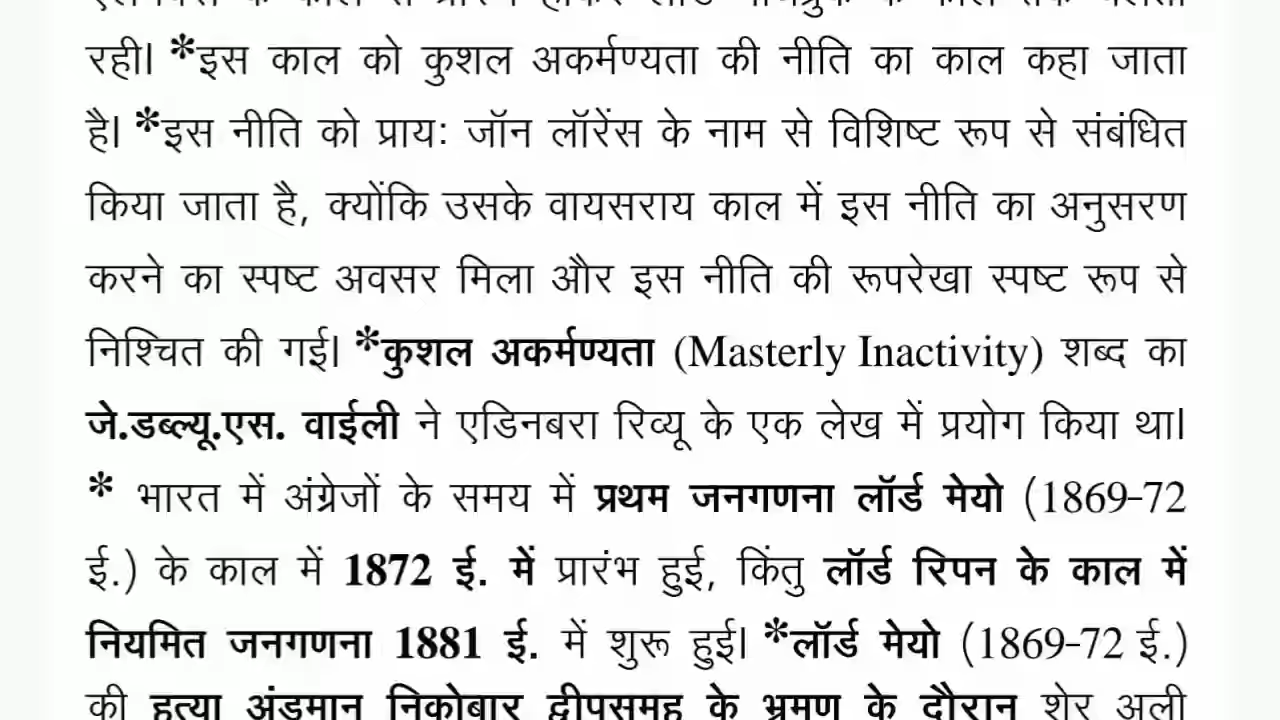 रही। *इस काल को कुशल अकर्मण्यता की नीति का काल कहा जाता
है। *इस नीति को प्रायः जॉन लॉरेंस के नाम से विशिष्ट रूप से संबंधित
किया जाता है, क्योंकि उसके वायसराय काल में इस नीति का अनुसरण
करने का स्पष्ट अवसर मिला और इस नीति की रूपरेखा स्पष्ट रूप से
निश्चित की गई। *कुशल अकर्मण्यता (Masterly Inactivity) शब्द का
जे.डब्ल्यू.एस. वाईली ने एडिनबरा रिव्यू के एक लेख में प्रयोग किया था।
* भारत में अंग्रेजों के समय में प्रथम जनगणना लॉर्ड मेयो (1869-72
ई.) के काल में 1872 ई. में प्रारंभ हुई, किंतु लॉर्ड रिपन के काल में
नियमित जनगणना 1881 ई. में शुरू हुई। *लॉर्ड मेयो (1869-72 ई.)
की हत्या अंडमान निकोबार द्वीपसमूह के भ्रमण के दौरान शेर अली